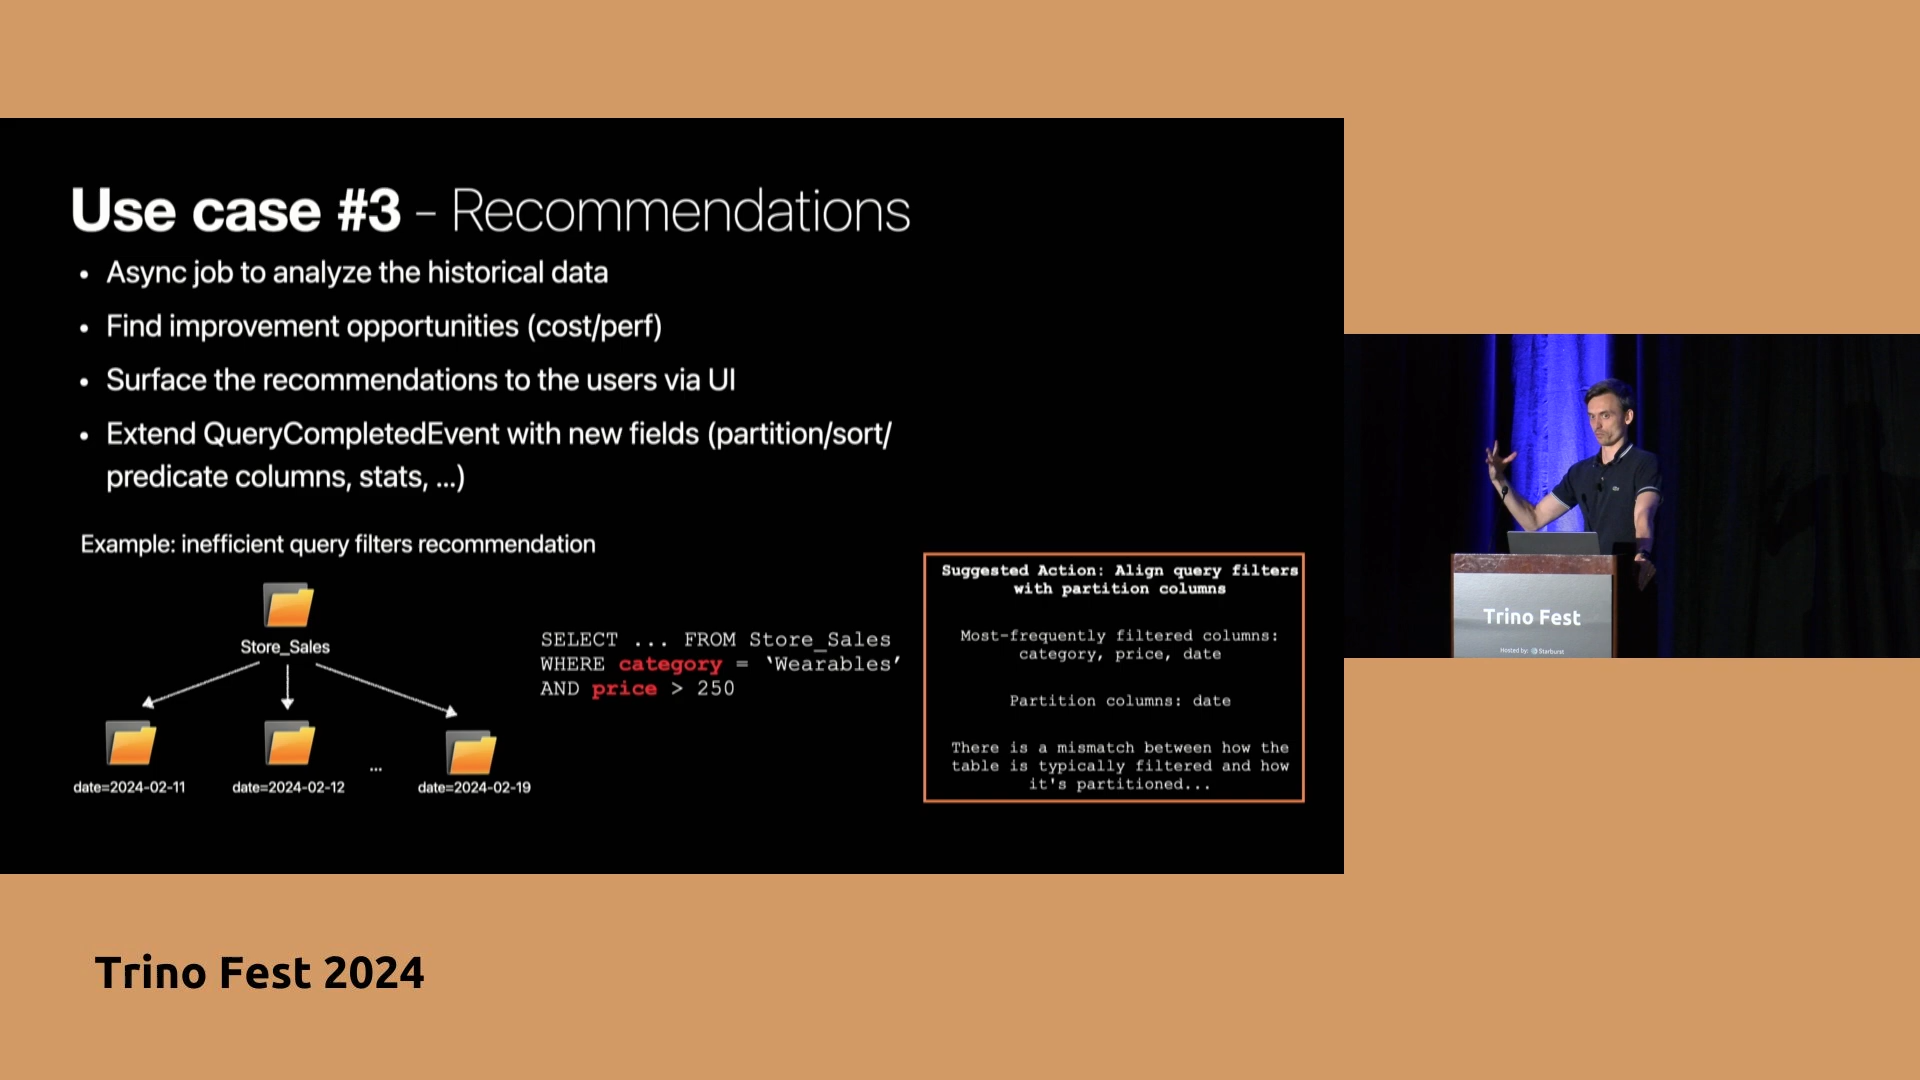 Use case #3 – Recommendations
• Async job to analyze the historical data
• Find improvement opportunities (cost/perf)
• Surface the recommendations to the users via UI
• Extend QueryCompletedEvent with new fields (partition/sort/
predicate columns, stats, ...)
Example: inefficient query filters recommendation
Store_Sales
date=2024-02-11
date=2024-02-12
...
date=2024-02-19
SELECT ... FROM Store_Sales
WHERE category = ‘Wearables’
AND price > 250
Suggested Action: Align query filters
with partition columns
Most-frequently filtered columns:
category, price, date
Partition columns: date
There is a mismatch between how the
table is typically filtered and how
it's partitioned...
Trino Fest
Hosted by: Starburst
Trino Fest 2024